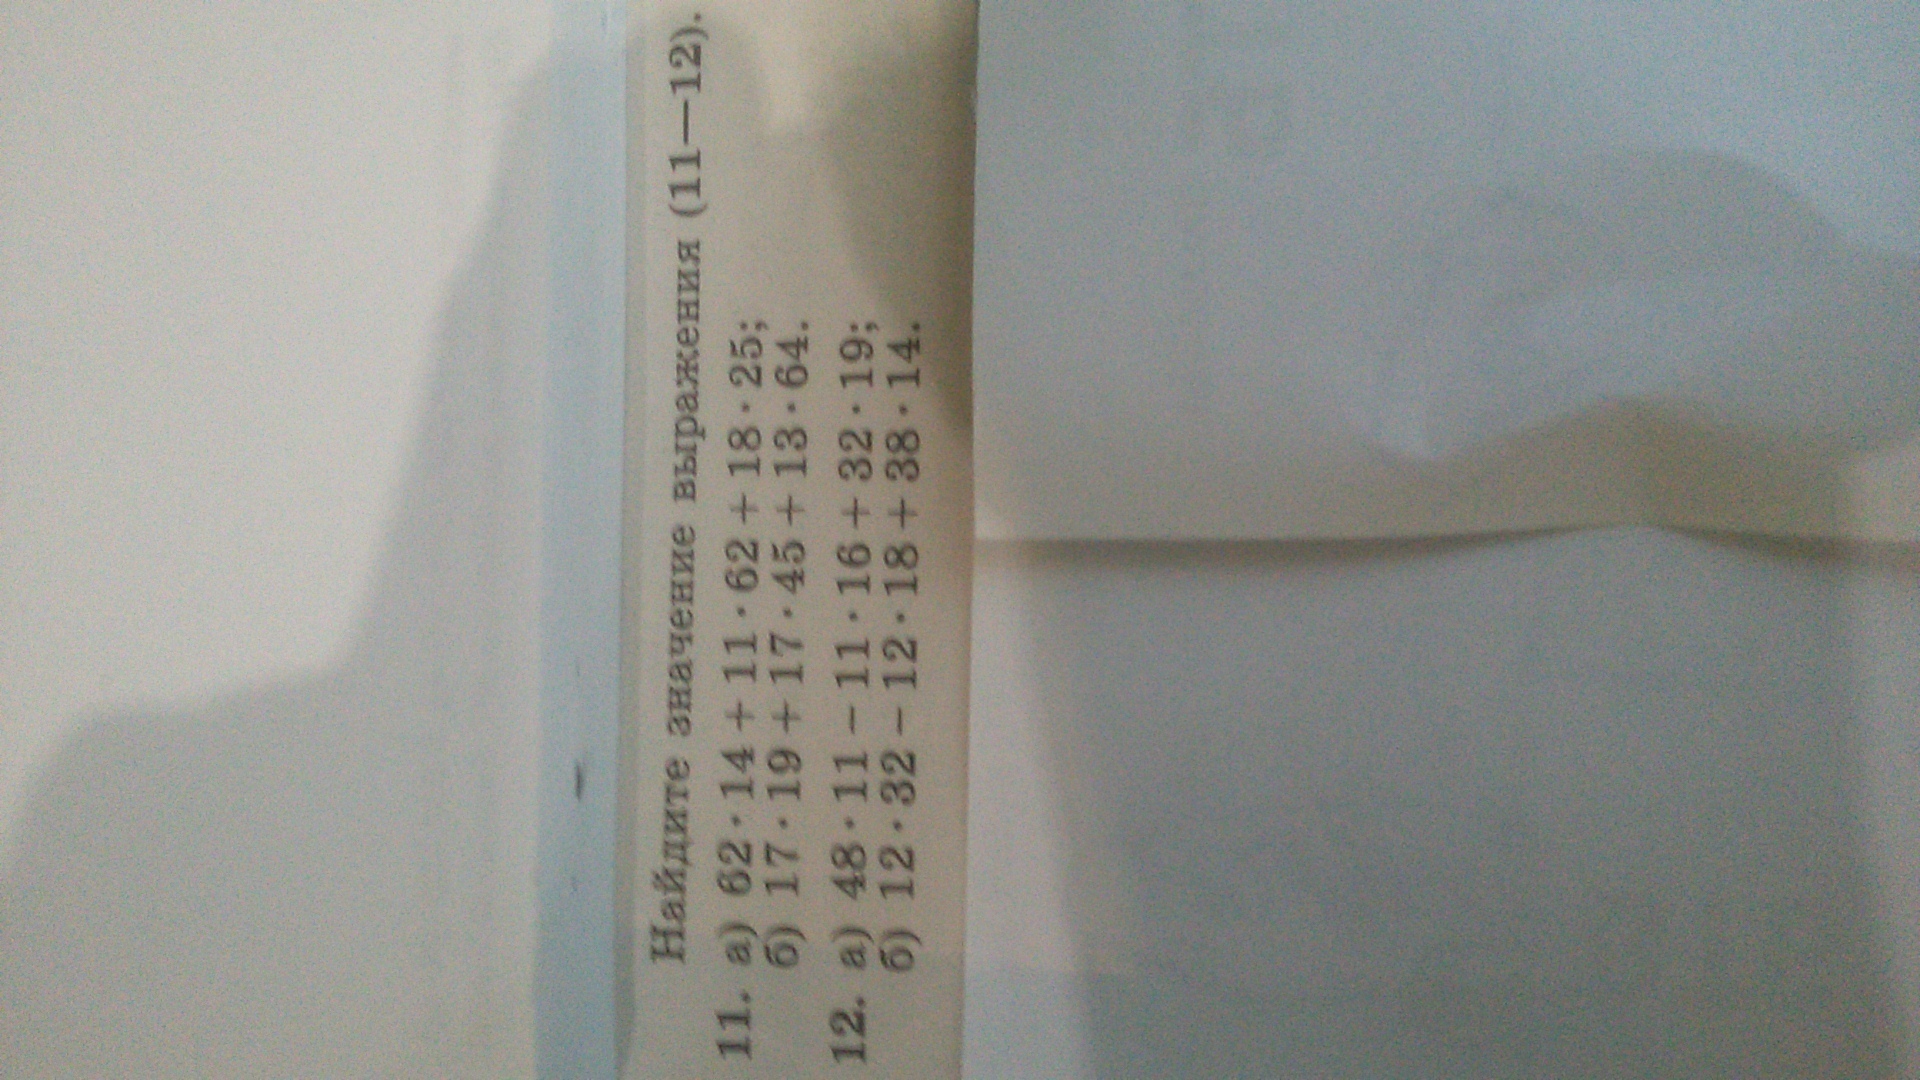 Найдите значение выражения (11—12).
11. а) 62 · 14 + 11 · 62 + 18 · 25;
б) 17 · 19 + 17 · 45 + 13 · 64.
12. а) 48 · 11 − 11 · 16 + 32 · 19;
б) 12 · 32 − 12 · 18 + 38 · 14.